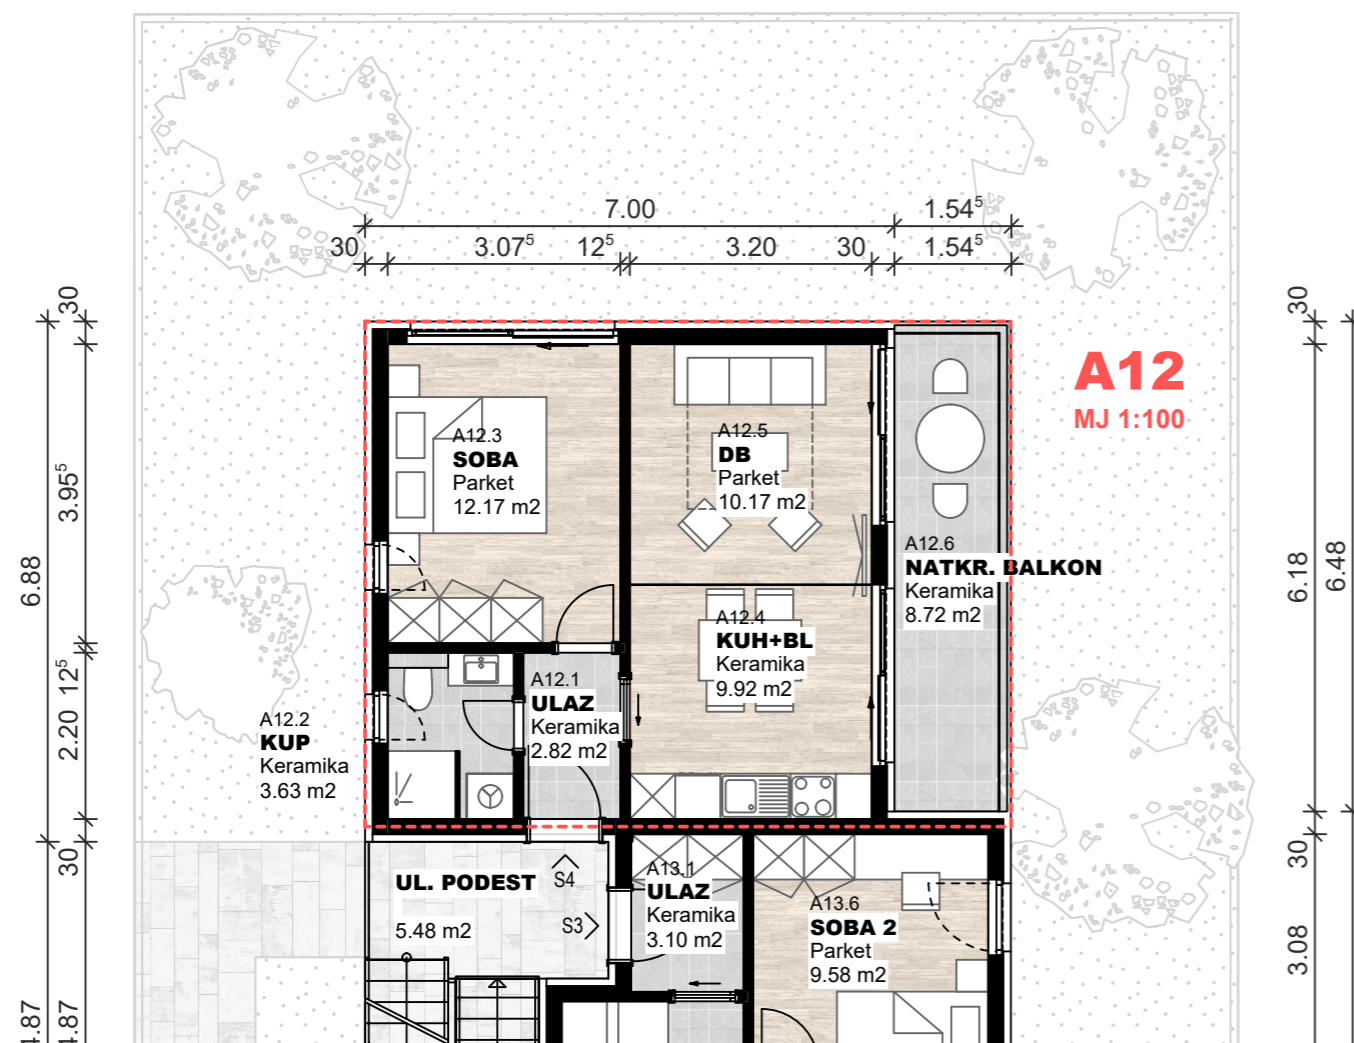 7.00
1.54⁵
30
3.07⁵
12⁵
3.20
30
1.54⁵
30
3.95⁵
6.88
12⁵
2.20
30
4.87
4.87
30
6.18
6.48
30
3.08
A12
MJ 1:100
A12.3
SOBA
Parket
12.17 m2
A12.5
DB
Parket
10.17 m2
A12.6
NATKR. BALKON
Keramika
8.72 m2
A12.4
KUH+BL
Keramika
9.92 m2
A12.1
ULAZ
Keramika
2.82 m2
A12.2
KUP
Keramika
3.63 m2
UL. PODEST
5.48 m2
S4
S3
A13.1
ULAZ
Keramika
3.10 m2
A13.6
SOBA 2
Parket
9.58 m2